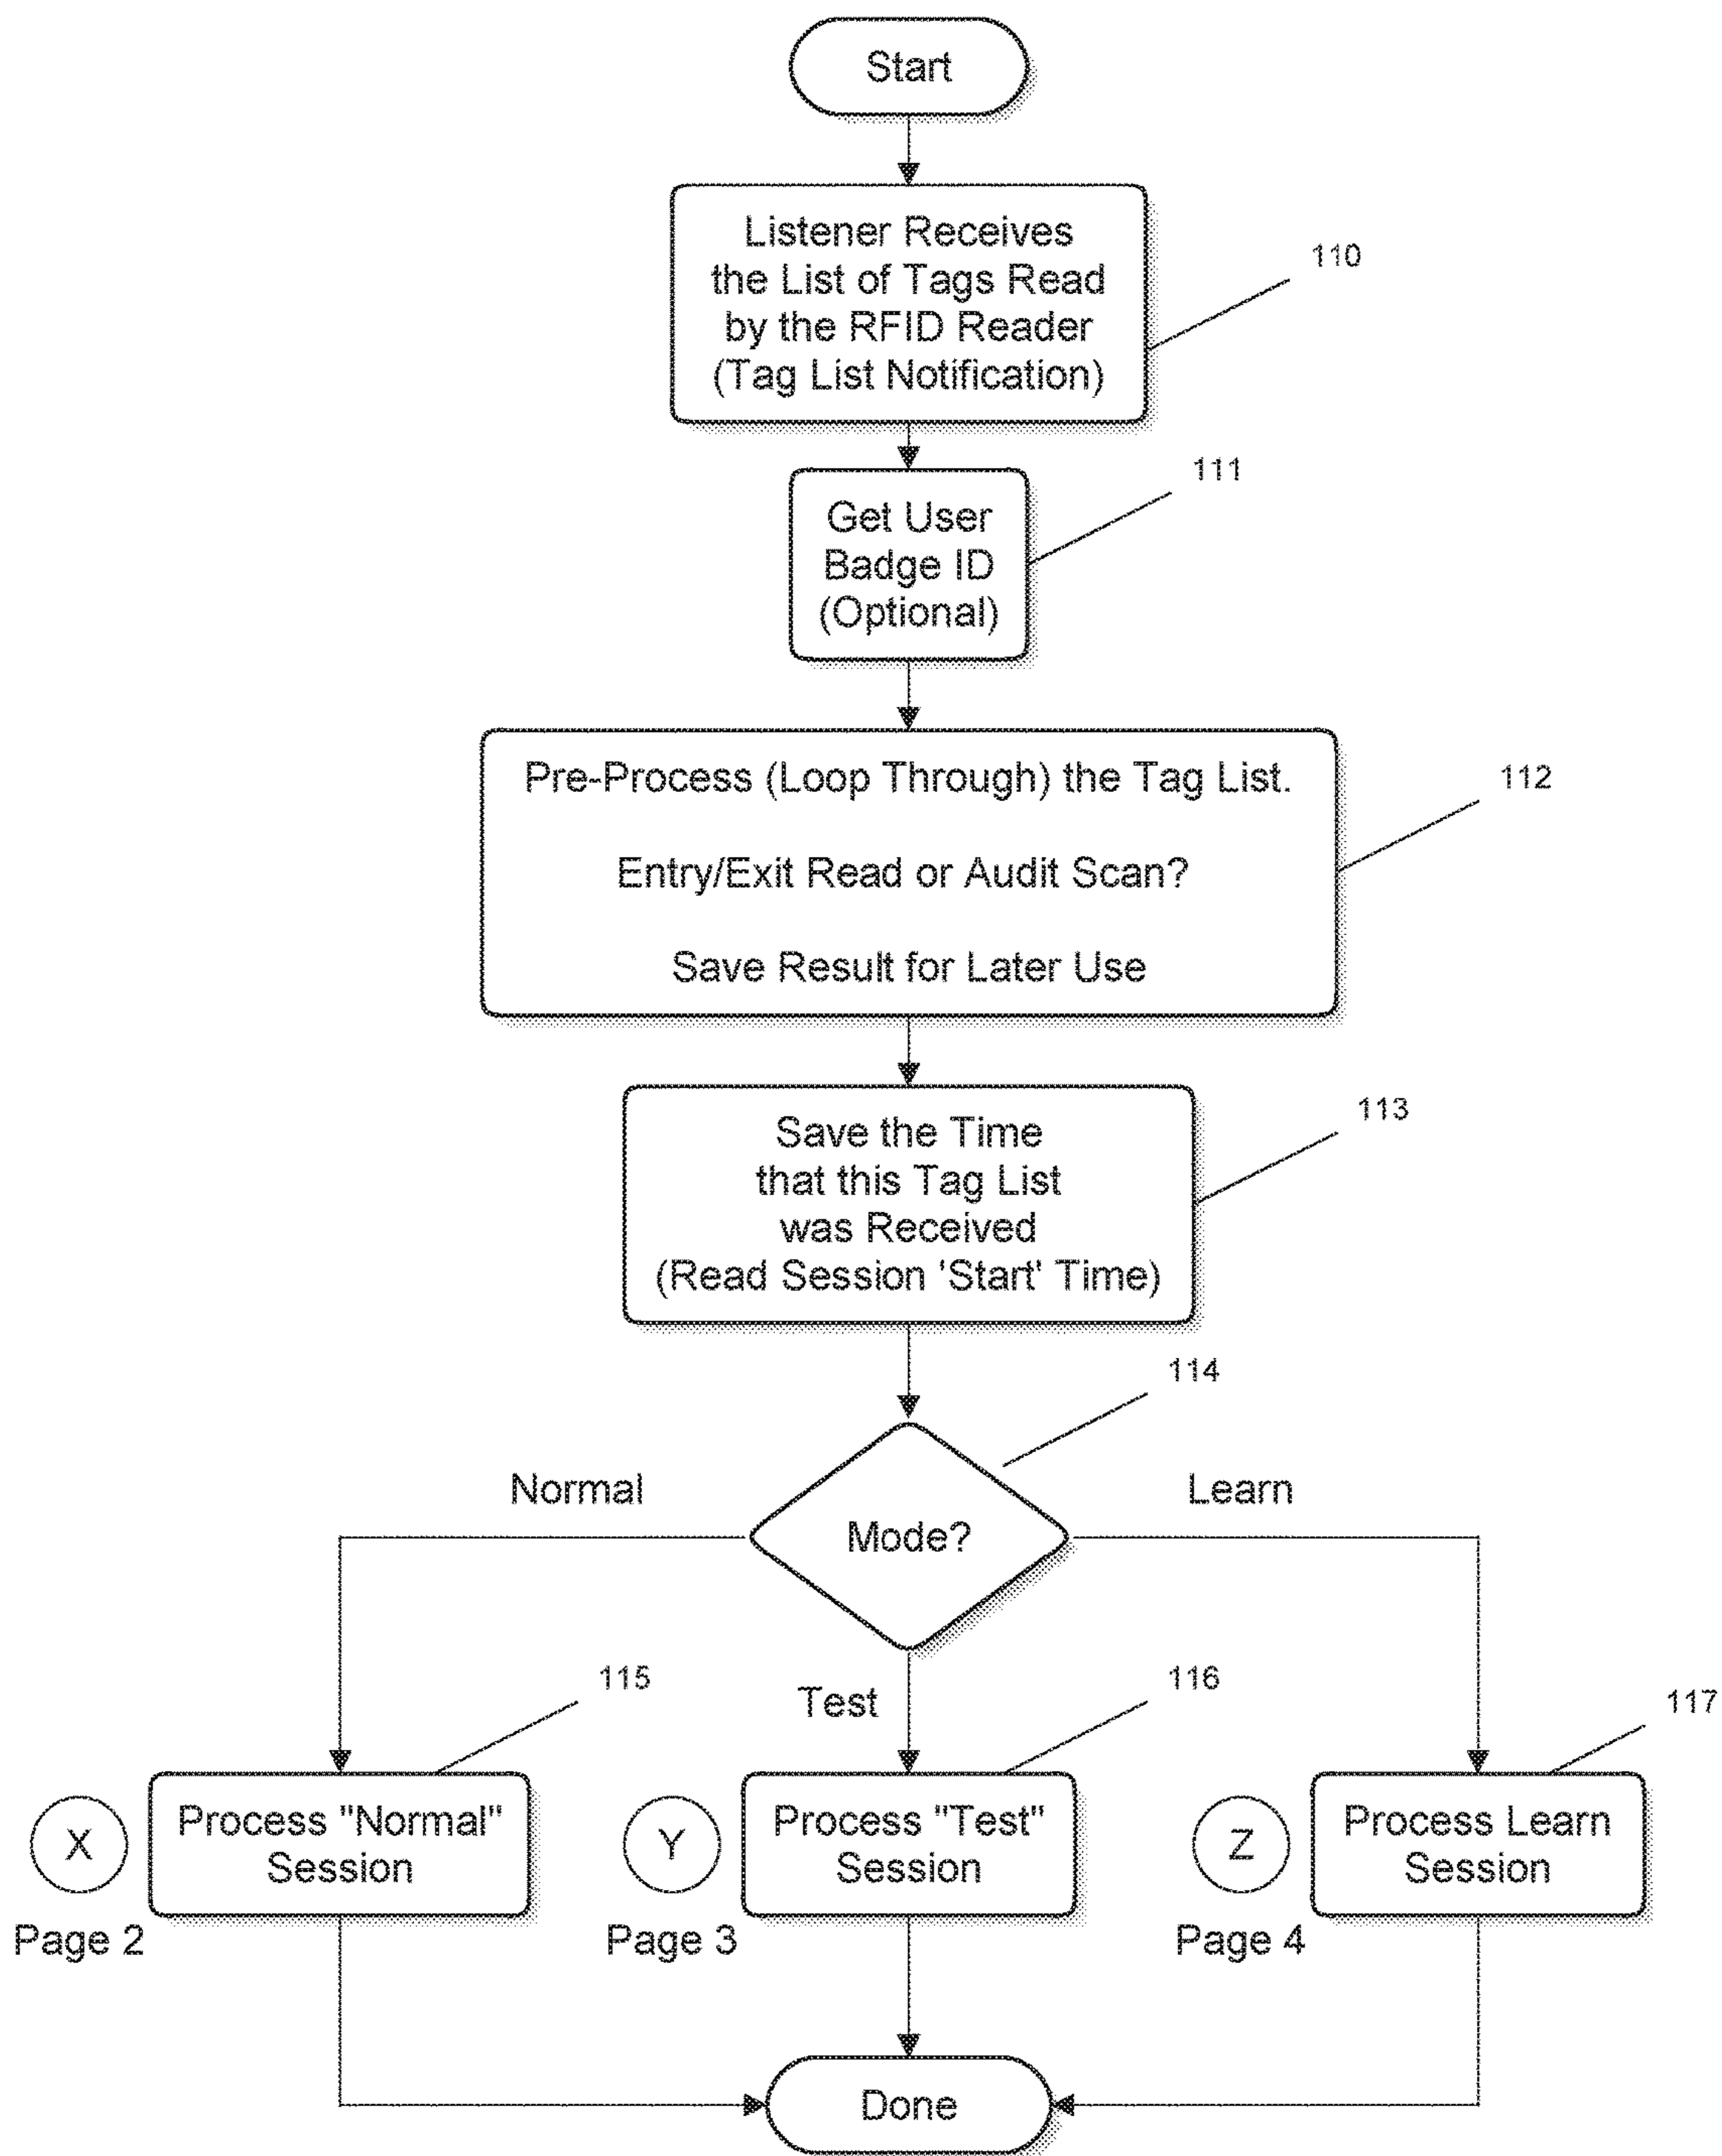 Start
Listener Receives
the List of Tags Read
by the RFID Reader
(Tag List Notification)
110
Get User
Badge ID
(Optional)
111
Pre-Process (Loop Through) the Tag List.
Entry/Exit Read or Audit Scan?
Save Result for Later Use
112
Save the Time
that this Tag List
was Received
(Read Session 'Start' Time)
113
114
Normal
Mode?
Learn
Test
115
116
117
X
Process "Normal"
Session
Page 2
Y
Process "Test"
Session
Page 3
Z
Process Learn
Session
Page 4
Done